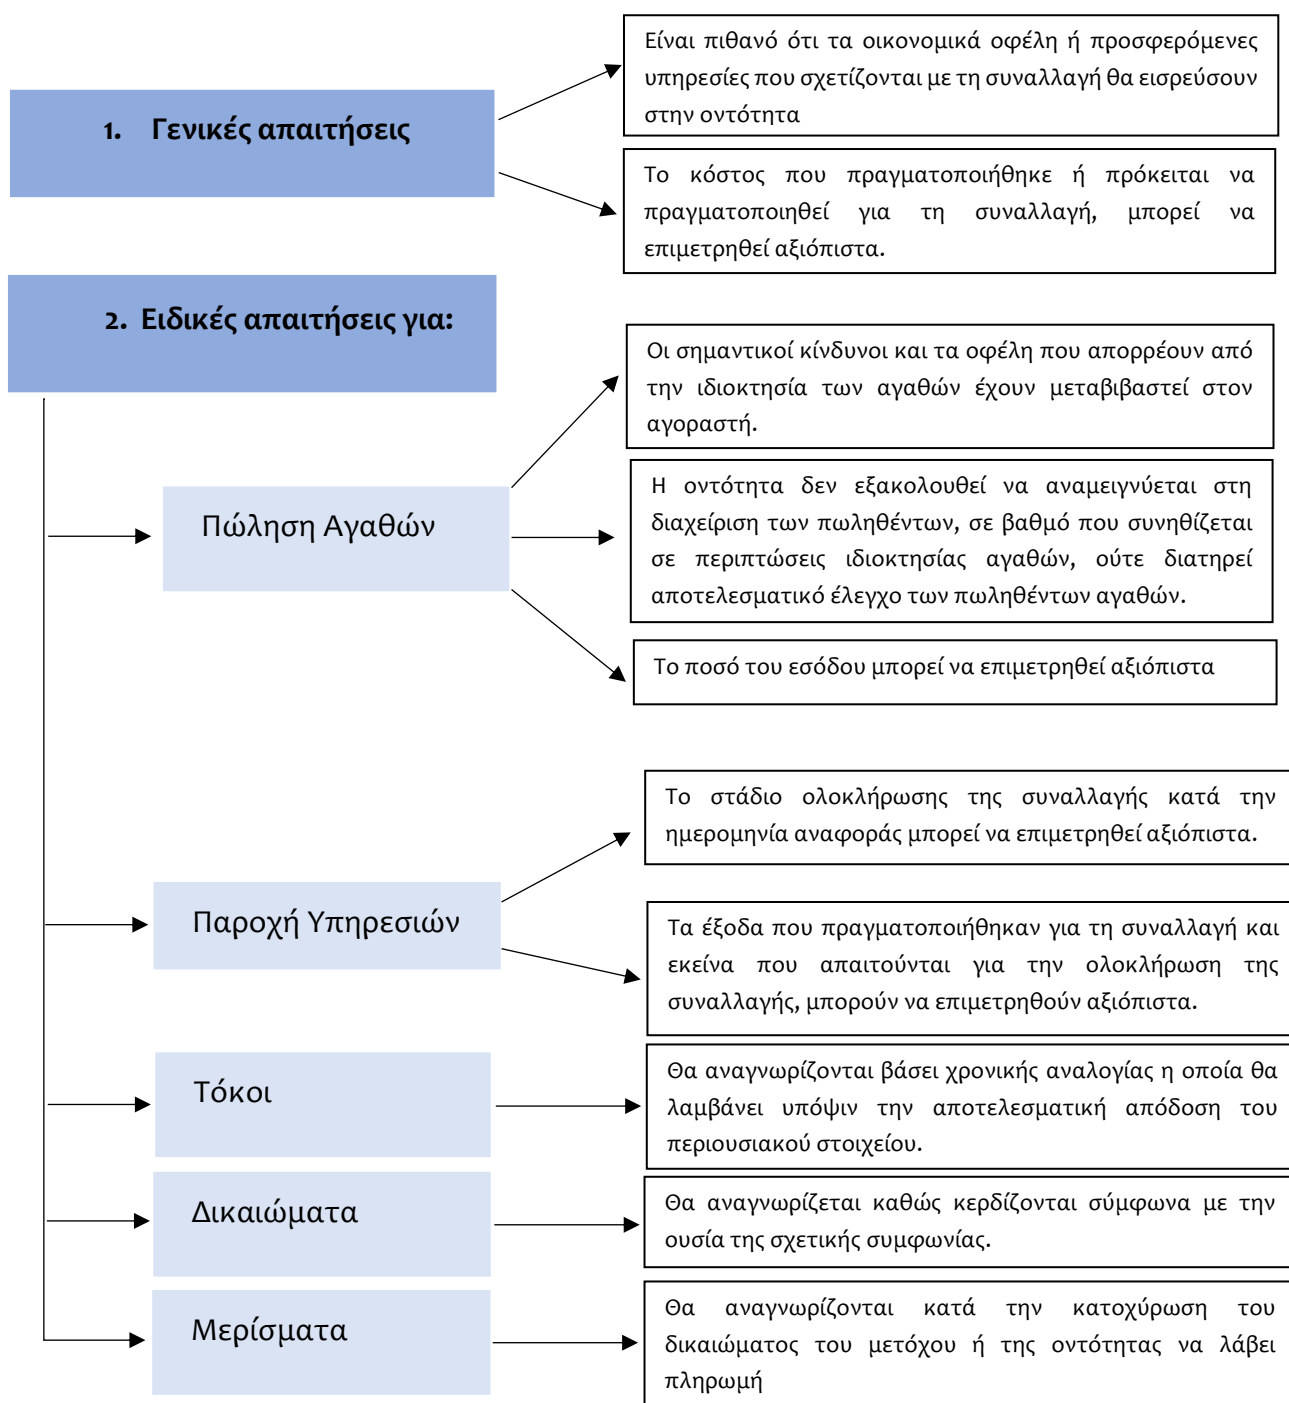 Είναι πιθανό ότι τα οικονομικά οφέλη ή προσφερόμενες
υπηρεσίες που σχετίζονται με τη συναλλαγή θα εισρεύσουν
στην οντότητα
1. Γενικές απαιτήσεις
Το κόστος που πραγματοποιήθηκε ή πρόκειται να
πραγματοποιηθεί για τη συναλλαγή, μπορεί να
επιμετρηθεί αξιόπιστα.
2. Ειδικές απαιτήσεις για:
Οι σημαντικοί κίνδυνοι και τα οφέλη που απορρέουν από
την ιδιοκτησία των αγαθών έχουν μεταβιβαστεί στον
αγοραστή.
Πώληση Αγαθών
Η οντότητα δεν εξακολουθεί να αναμειγνύεται στη
διαχείριση των πωληθέντων, σε βαθμό που συνηθίζεται
σε περιπτώσεις ιδιοκτησίας αγαθών, ούτε διατηρεί
αποτελεσματικό έλεγχο των πωληθέντων αγαθών.
Το ποσό του εσόδου μπορεί να επιμετρηθεί αξιόπιστα
Το στάδιο ολοκλήρωσης της συναλλαγής κατά την
ημερομηνία αναφοράς μπορεί να επιμετρηθεί αξιόπιστα.
Παροχή Υπηρεσιών
Τα έξοδα που πραγματοποιήθηκαν για τη συναλλαγή και
εκείνα που απαιτούνται για την ολοκλήρωση της
συναλλαγής, μπορούν να επιμετρηθούν αξιόπιστα.
Τόκοι
Θα αναγνωρίζονται βάσει χρονικής αναλογίας η οποία θα
λαμβάνει υπόψιν την αποτελεσματική απόδοση του
περιουσιακού στοιχείου.
Δικαιώματα
Θα αναγνωρίζεται καθώς κερδίζονται σύμφωνα με την
ουσία της σχετικής συμφωνίας.
Μερίσματα
Θα αναγνωρίζονται κατά την κατοχύρωση του
δικαιώματος του μετόχου ή της οντότητας να λάβει
πληρωμή